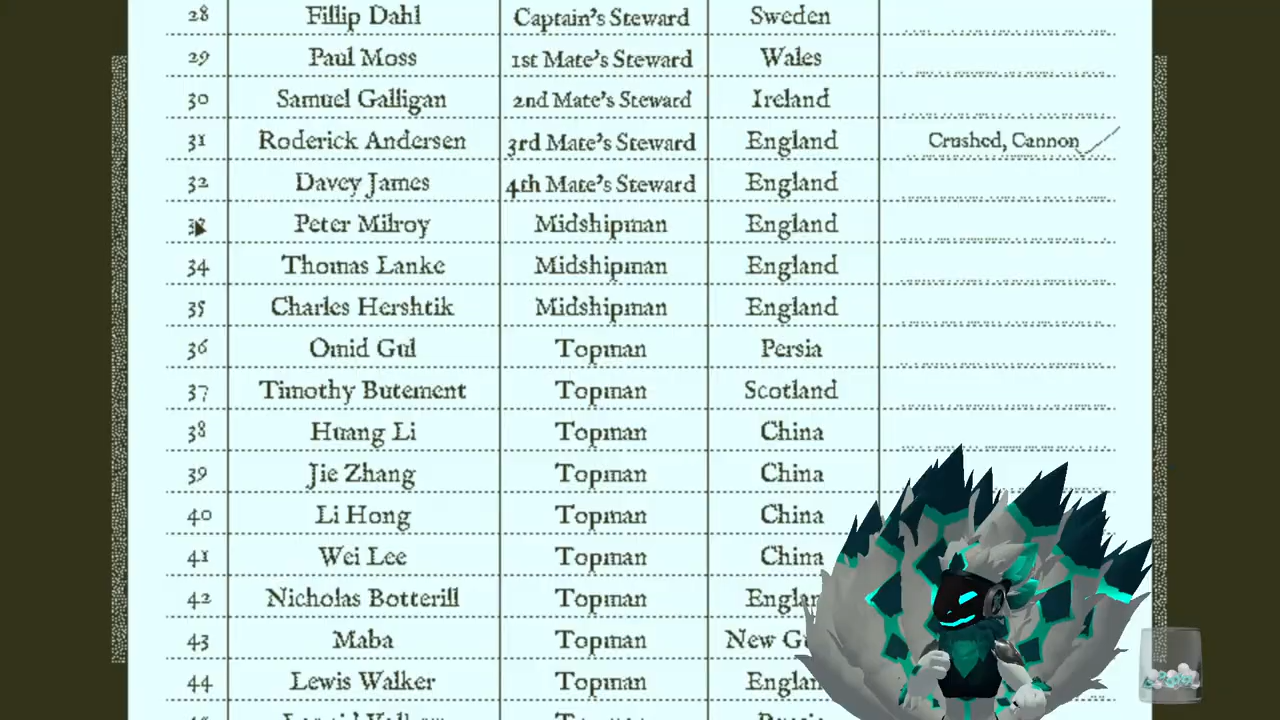 28 Fillip Dahl Captain's Steward Sweden
29 Paul Moss 1st Mate's Steward Wales
30 Samuel Galligan 2nd Mate's Steward Ireland
31 Roderick Andersen 3rd Mate's Steward England Crushed, Cannon
32 Davey James 4th Mate's Steward England
Peter Milroy Midshipman England
34 Thomas Lanke Midshipman England
35 Charles Hershtik Midshipman England
36 Omid Gul Topman Persia
37 Timothy Butement Topman Scotland
38 Huang Li Topman China
39 Jie Zhang Topman China
40 Li Hong Topman China
41 Wei Lee Topman China
42 Nicholas Botterill Topman
43 Maba Topman New
44 Lewis Walker Topman